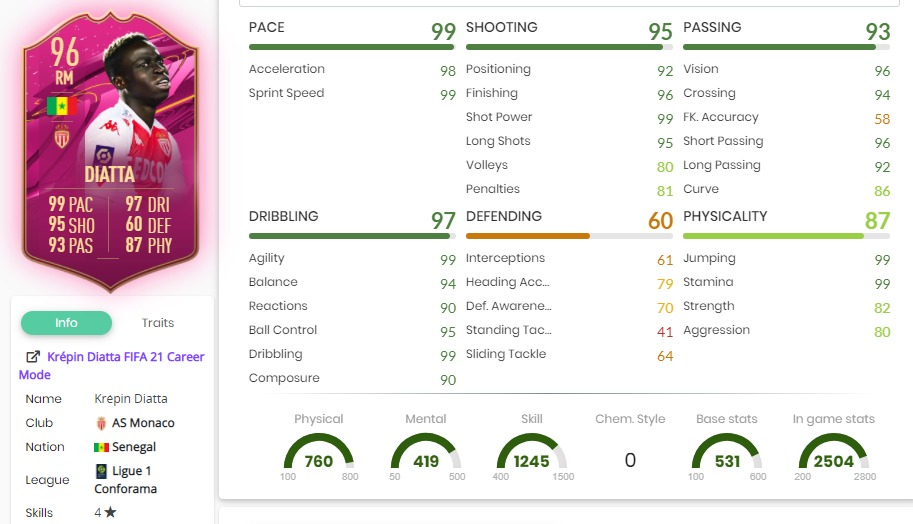 96
RM
DIATTA
99 PAC 97 DRI
95 SHO 60 DEF
93 PAS 87 PHY
Info Traits
Krépin Diatta FIFA 21 Career
Mode
Name Krépin Diatta
Club AS Monaco
Nation Senegal
League Ligue 1
Conforama
Skills 4★
PACE 99
Acceleration 98
Sprint Speed 99
SHOOTING 95
Positioning 92
Finishing 96
Shot Power 99
Long Shots 95
Volleys 80
Penalties 81
PASSING 93
Vision 96
Crossing 94
FK. Accuracy 58
Short Passing 96
Long Passing 92
Curve 86
DRIBBLING 97
Agility 99
Balance 94
Reactions 90
Ball Control 95
Dribbling 99
Composure 90
DEFENDING 60
Interceptions 61
Heading Acc... 79
Def. Awarene... 70
Standing Tac... 41
Sliding Tackle 64
PHYSICALITY 87
Jumping 99
Stamina 99
Strength 82
Aggression 80
Physical Mental Skill Chem. Style Base stats In game stats
760 419 1245 0 531 2504
100 800 50 500 400 1500 100 600 200 2800